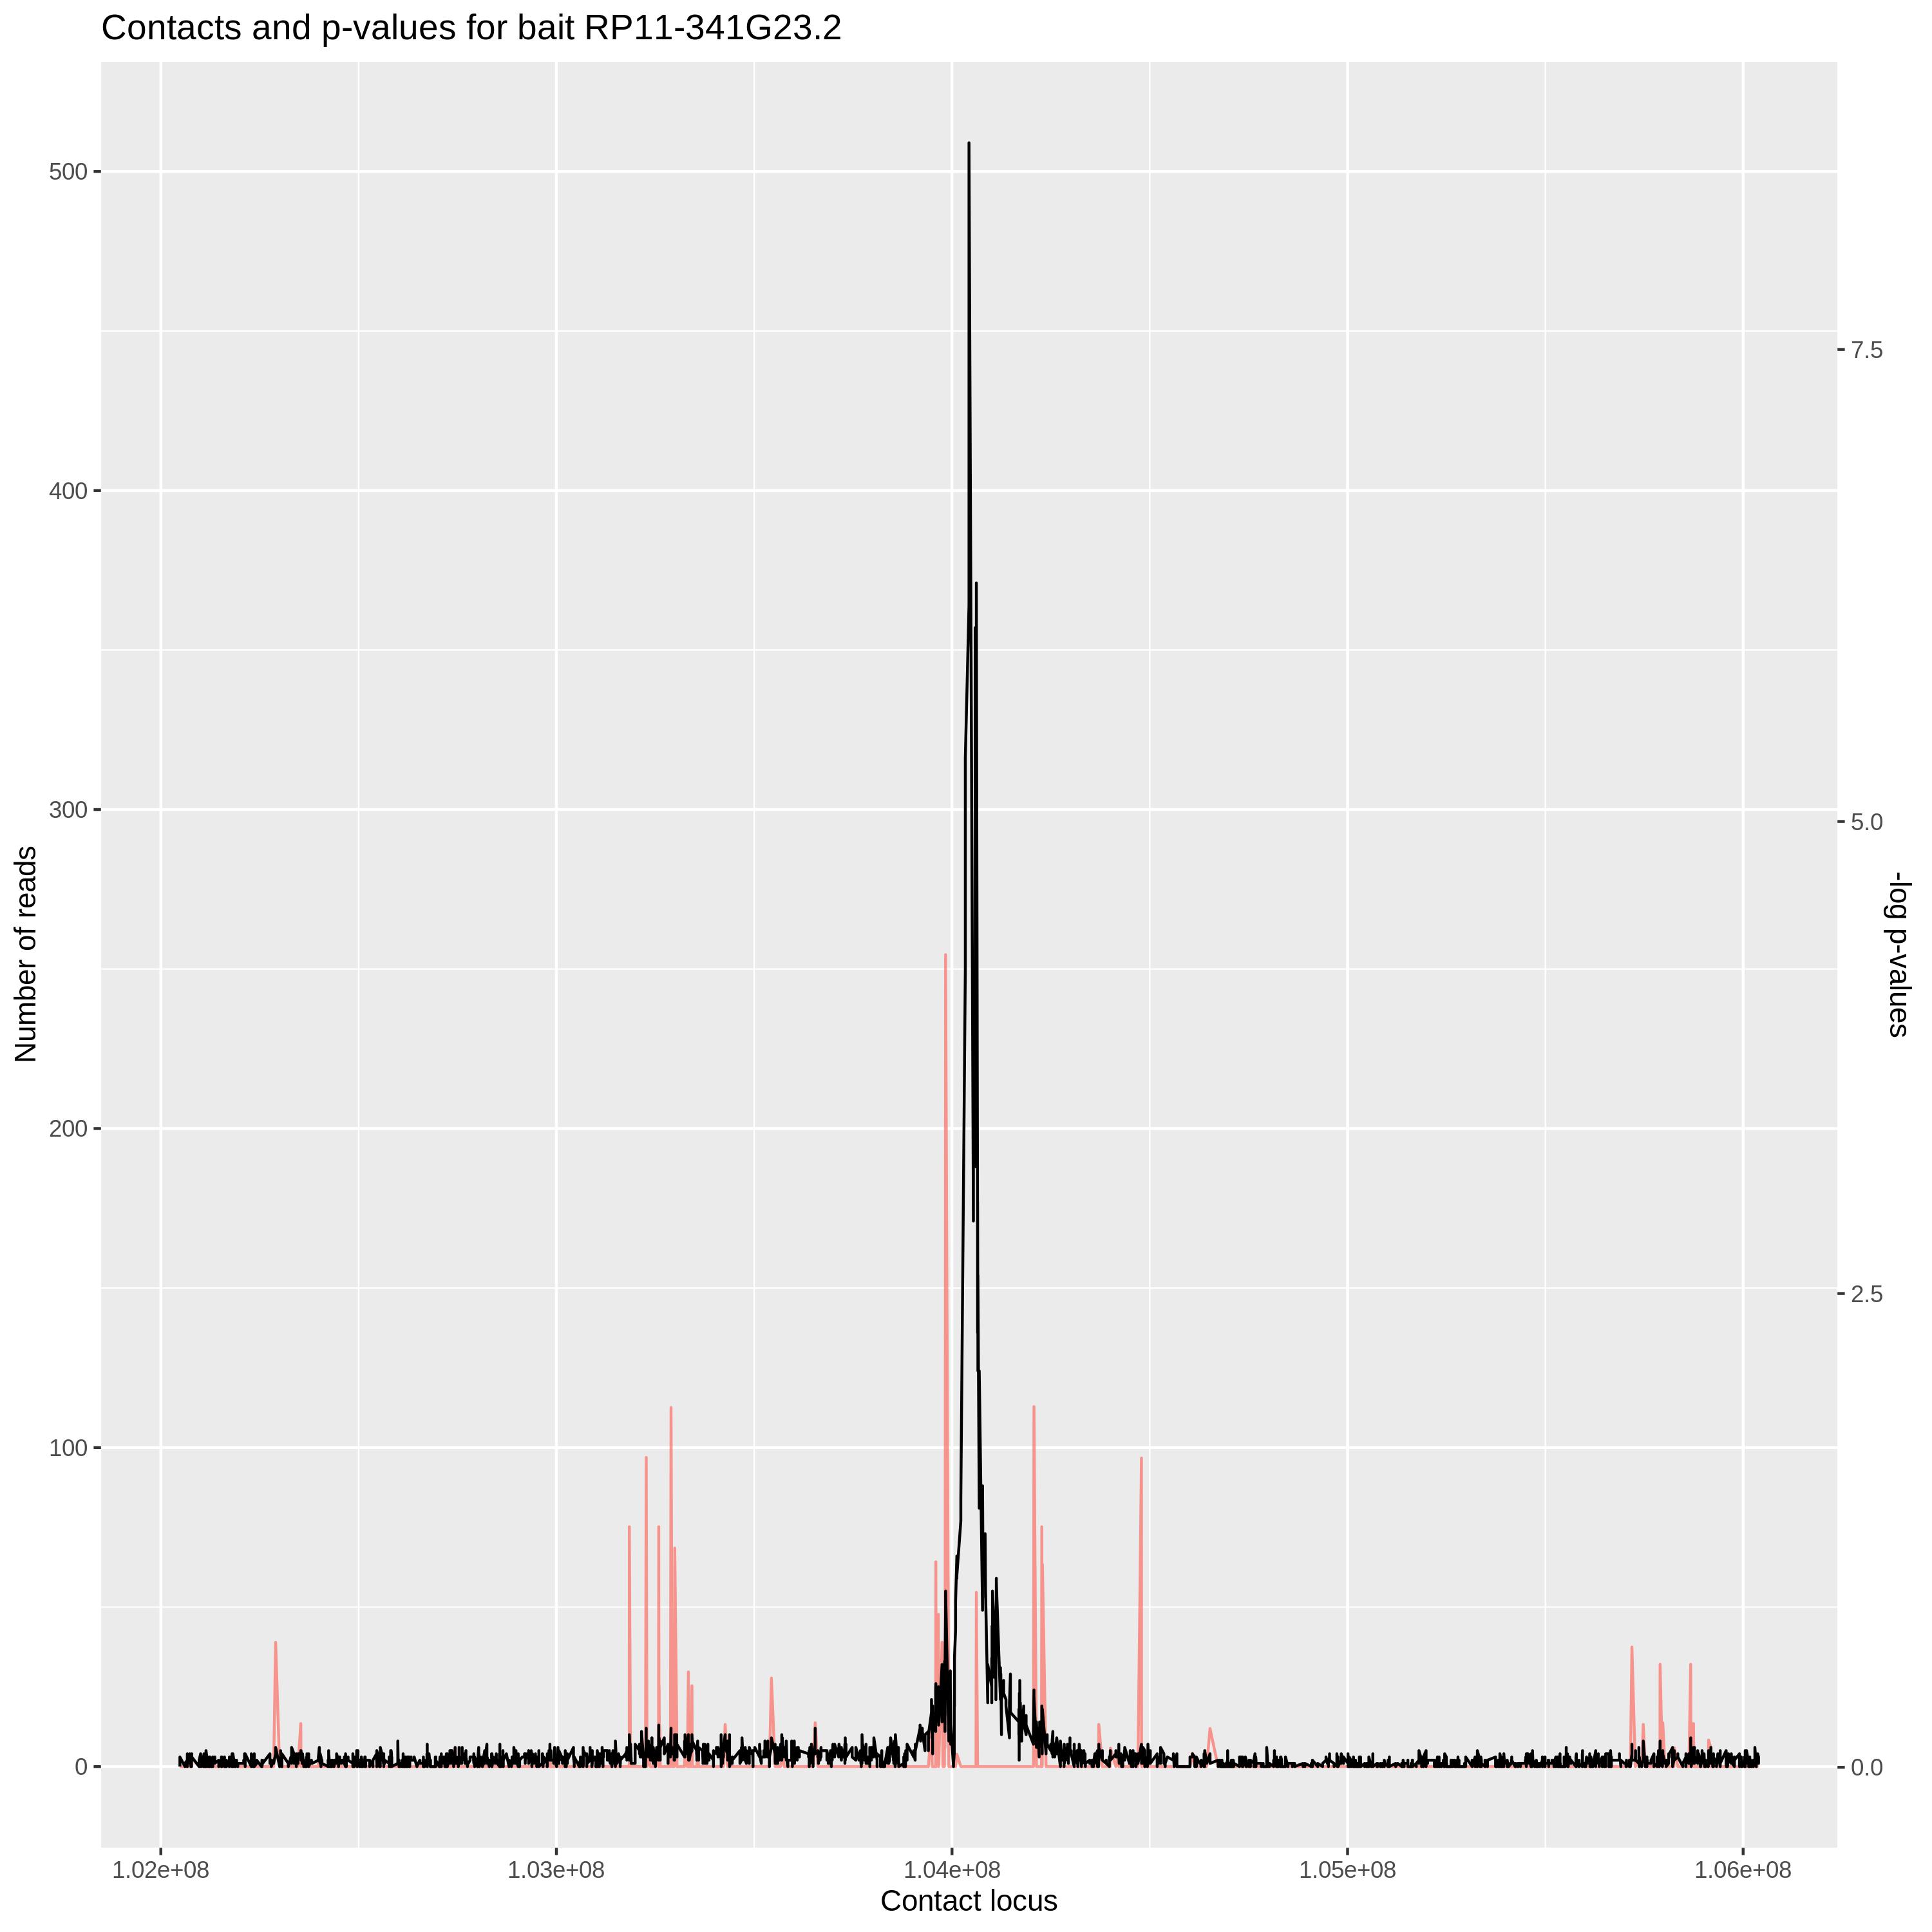 Contacts and p-values for bait RP11-341G23.2
500
400
300
200
100
0
Number of reads
7.5
5.0
2.5
0.0
-log p-values
1.02e+08
1.03e+08
1.04e+08
1.05e+08
1.06e+08
Contact locus